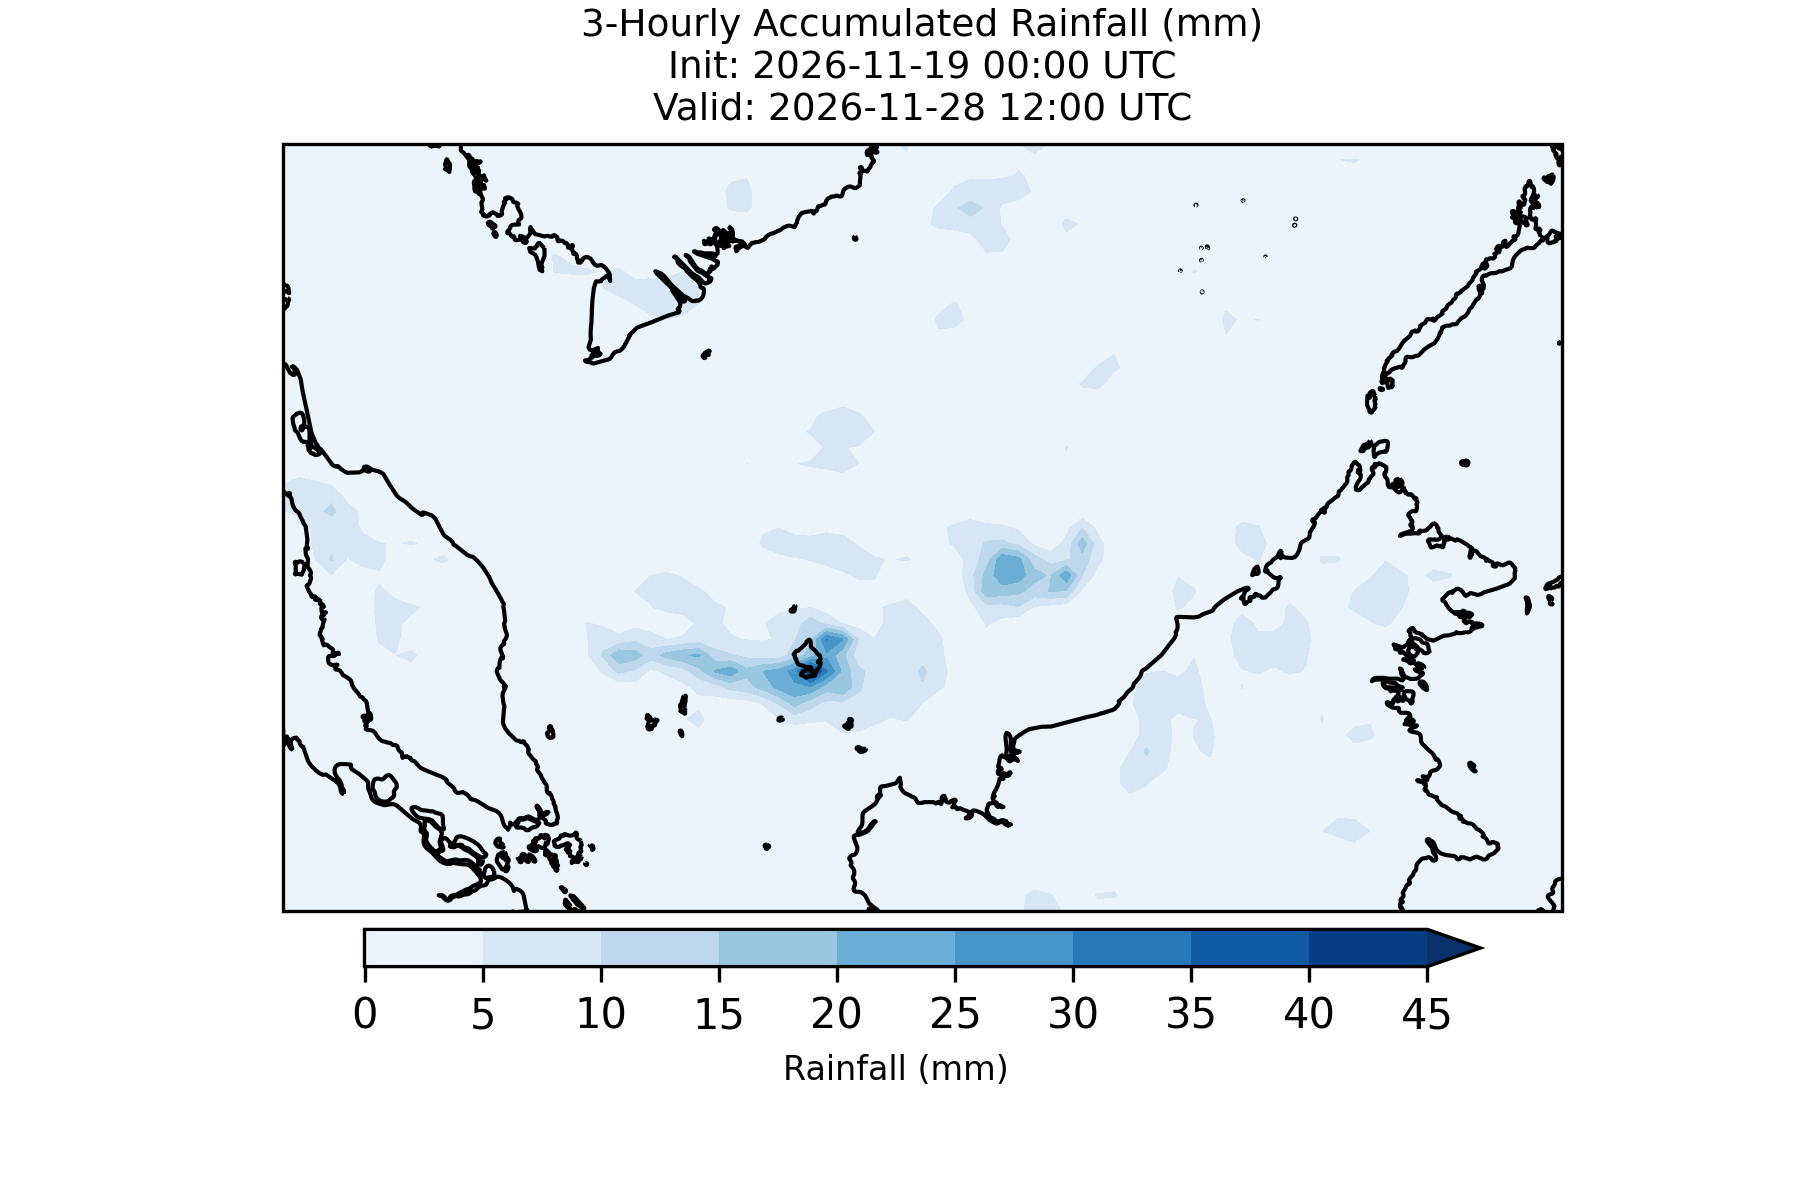 3-Hourly Accumulated Rainfall (mm)
Init: 2026-11-19 00:00 UTC
Valid: 2026-11-28 12:00 UTC
0 5 10 15 20 25 30 35 40 45
Rainfall (mm)